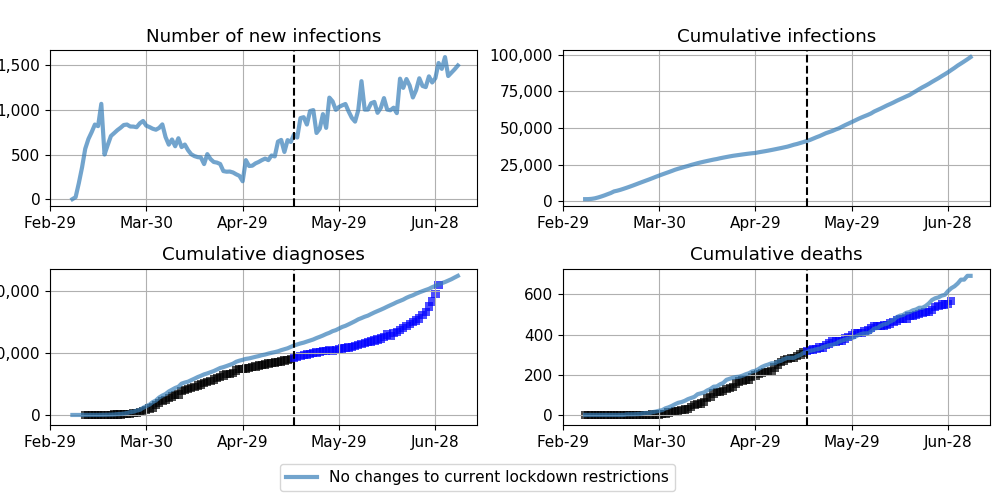 Number of new infections
Cumulative infections
1,500
1,000
500
0
Feb-29 Mar-30 Apr-29 May-29 Jun-28
100,000
75,000
50,000
25,000
0
Feb-29 Mar-30 Apr-29 May-29 Jun-28
Cumulative diagnoses
Cumulative deaths
0,000
0,000
0
Feb-29 Mar-30 Apr-29 May-29 Jun-28
600
400
200
0
Feb-29 Mar-30 Apr-29 May-29 Jun-28
No changes to current lockdown restrictions